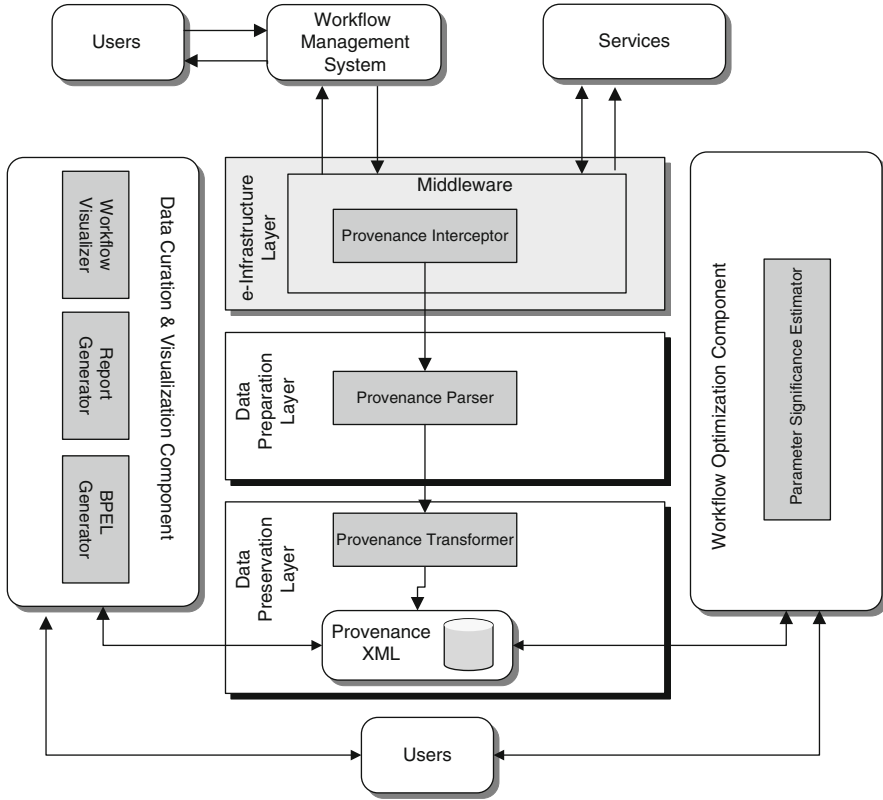 Users
Workflow
Management
System
Services
Workflow
Visualizer
Report
Generator
BPEL
Generator
Data Curation & Visualization Component
e-Infrastructure
Layer
Middleware
Provenance Interceptor
Data
Preparation
Layer
Provenance Parser
Data
Preservation
Layer
Provenance Transformer
Provenance
XML
Workflow Optimization Component
Parameter Significance Estimator
Users